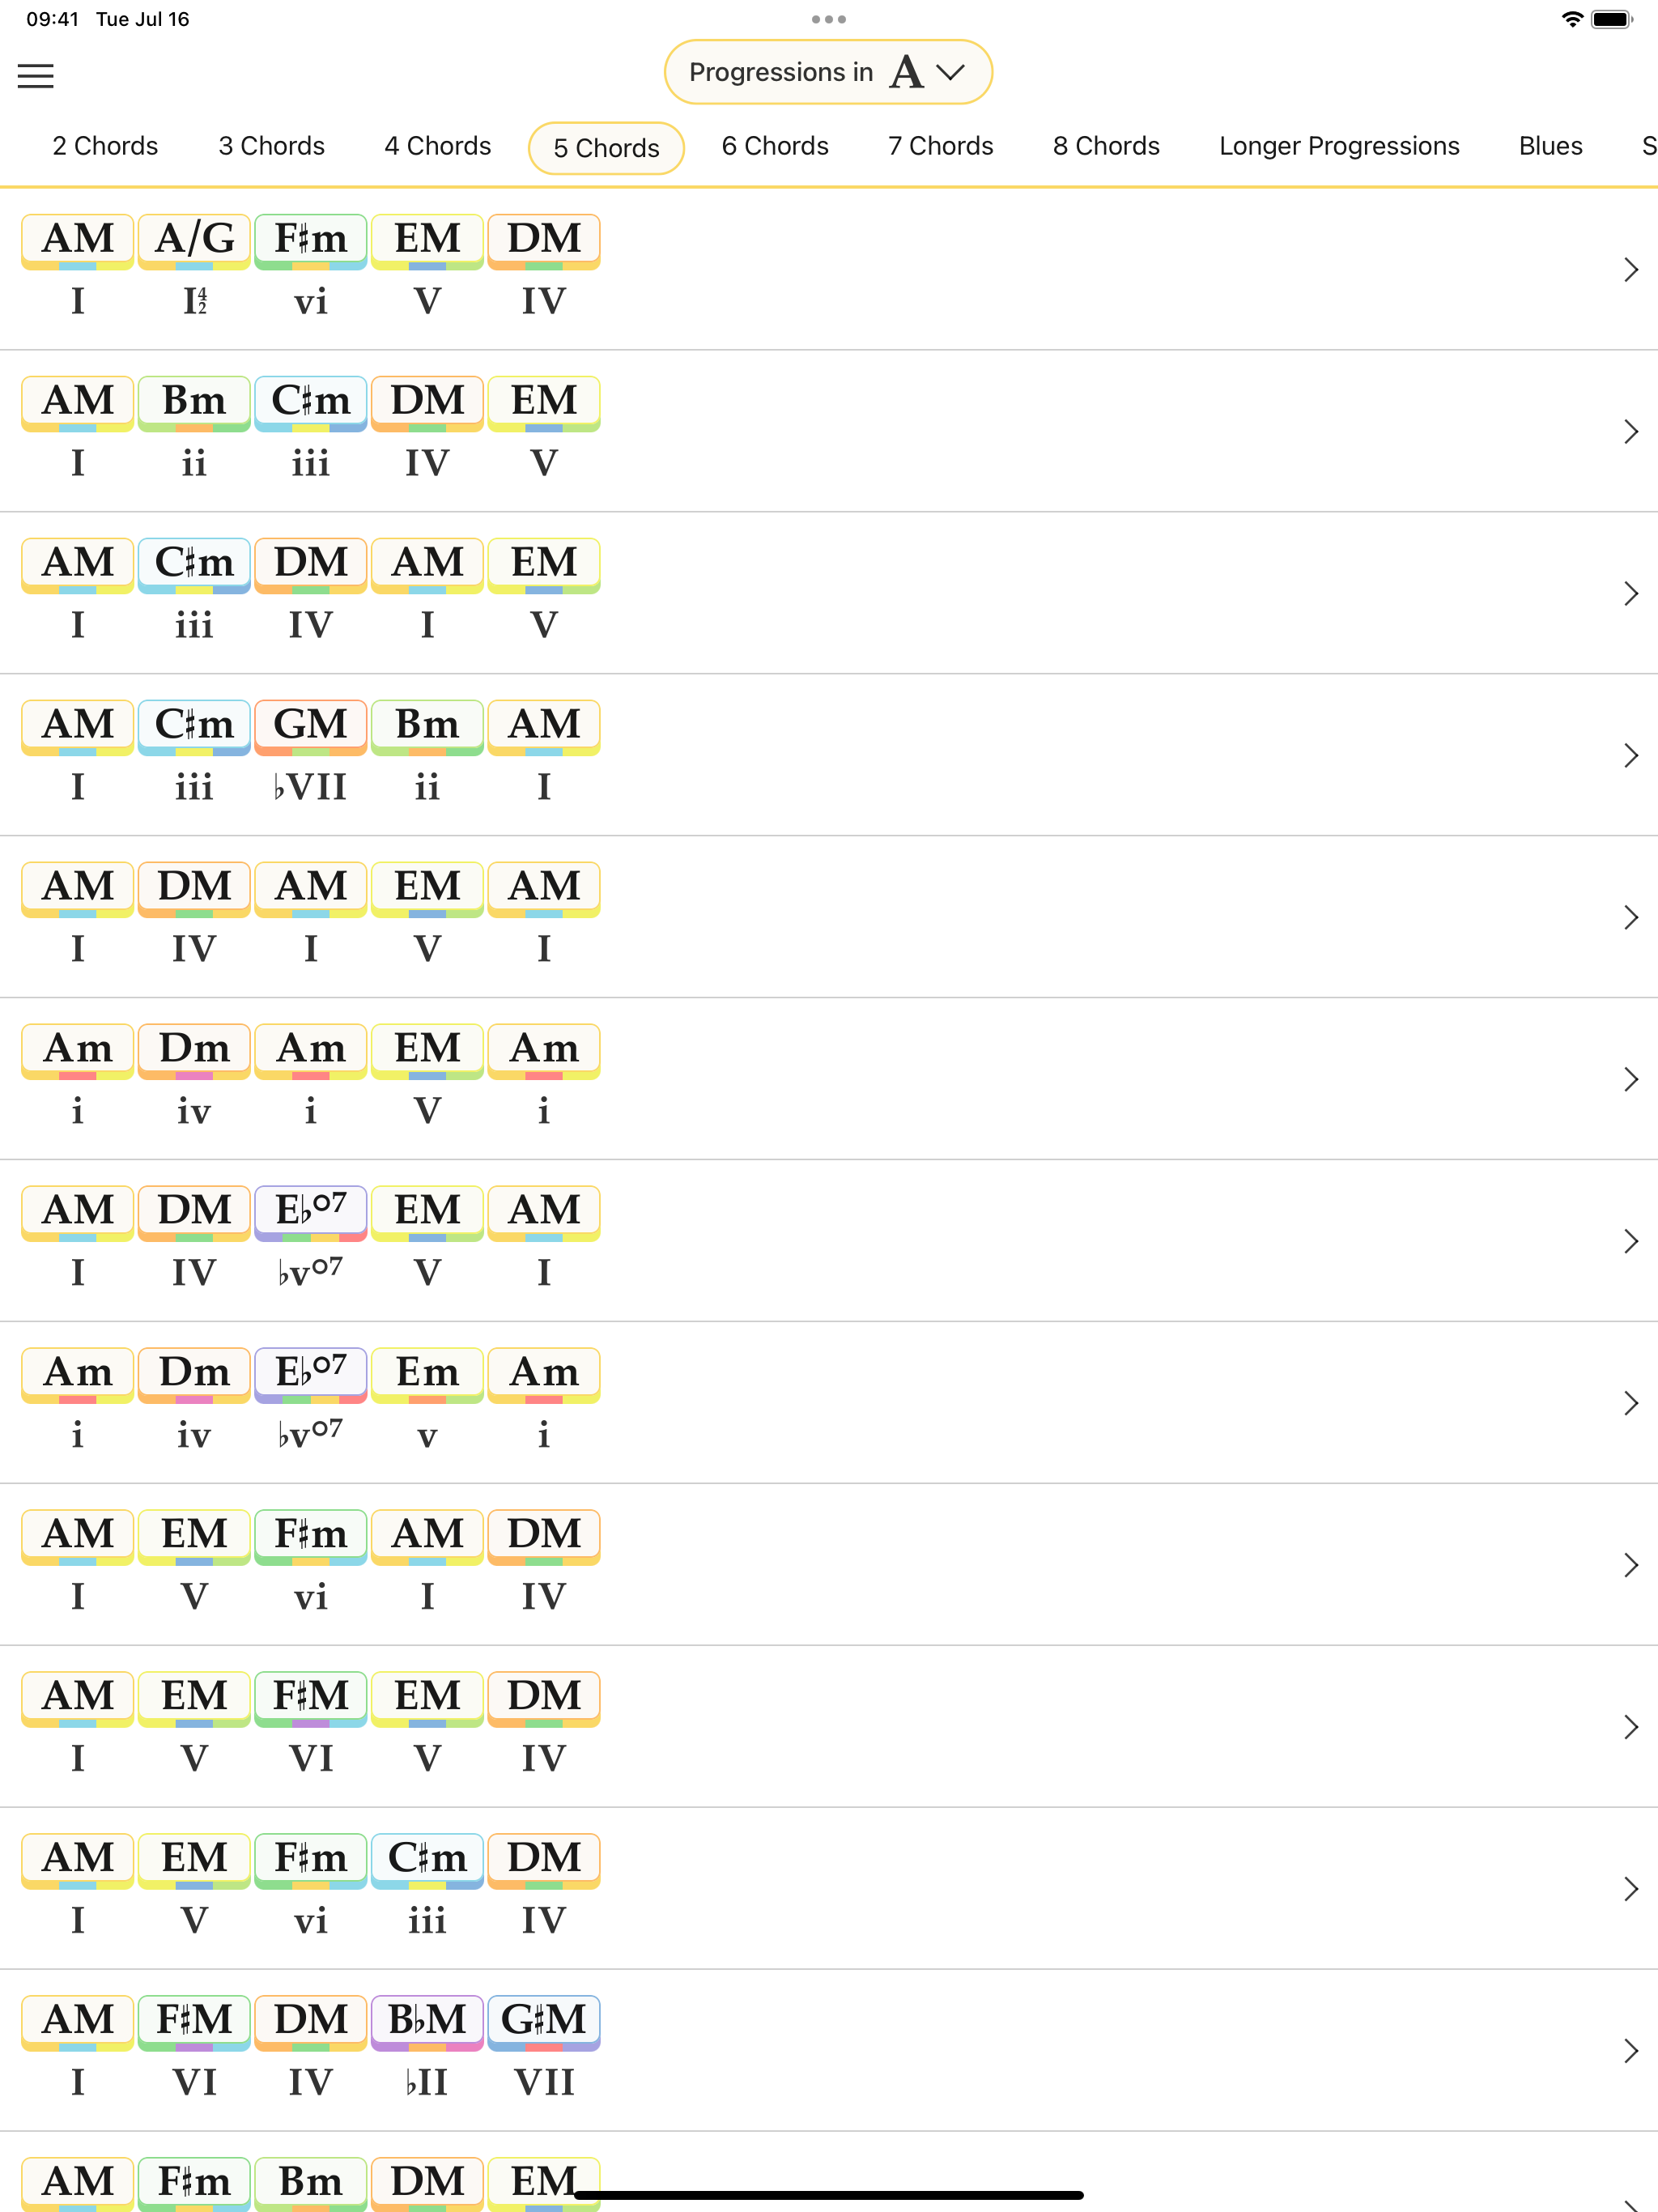 09:41 Tue Jul 16
Progressions in A
2 Chords 3 Chords 4 Chords 5 Chords 6 Chords 7 Chords 8 Chords Longer Progressions Blues S
AM A/G F♯m EM DM
I I42 vi V IV
AM Bm C♯m DM EM
I ii iii IV V
AM C♯m DM AM EM
I iii IV I V
AM C♯m GM Bm AM
I iii ♭VII ii I
AM DM AM EM AM
I IV I V I
Am Dm Am EM Am
i iv i V i
AM DM E♭°7 EM AM
I IV ♭v°7 V I
Am Dm E♭°7 Em Am
i iv ♭v°7 v i
AM EM F♯m AM DM
I V vi I IV
AM EM F♯M EM DM
I V VI V IV
AM EM F♯m C♯m DM
I V vi iii IV
AM F♯M DM B♭M G♯M
I VI IV ♭II VII
AM F♯m Bm DM EM